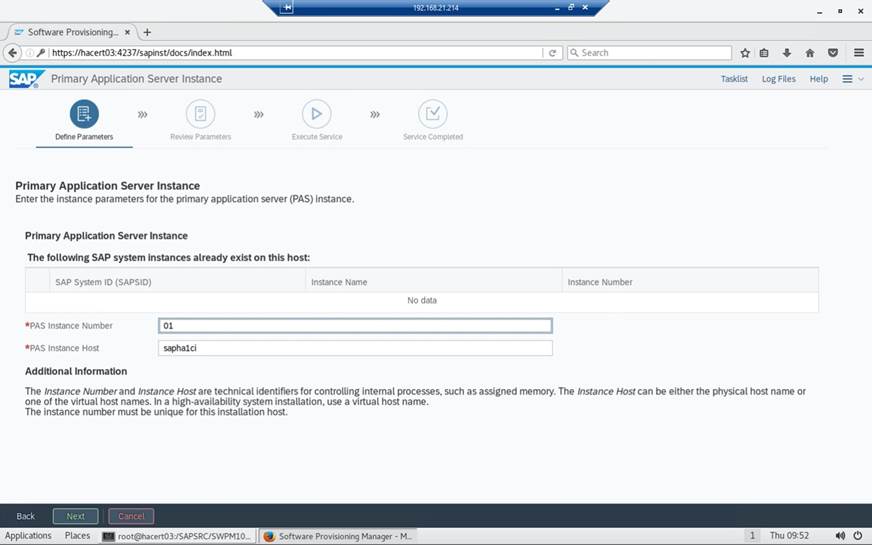 192.168.21.214
Software Provisioning...
https://hacert03:4237/sapinst/docs/index.html
Search
SAP Primary Application Server Instance
Tasklist Log Files Help
Define Parameters Review Parameters Execute Service Service Completed
Primary Application Server Instance
Enter the instance parameters for the primary application server (PAS) instance.
Primary Application Server Instance
The following SAP system instances already exist on this host:
SAP System ID (SAPSID) Instance Name Instance Number
No data
*PAS Instance Number 01
*PAS Instance Host sapha1ci
Additional Information
The Instance Number and Instance Host are technical identifiers for controlling internal processes, such as assigned memory. The Instance Host can be either the physical host name or
one of the virtual host names. In a high-availability system installation, use a virtual host name.
The instance number must be unique for this installation host.
Back Next Cancel
Applications Places root@hacert03:/SAPSRC/SWPM10... Software Provisioning Manager - M... 1 Thu 09:52